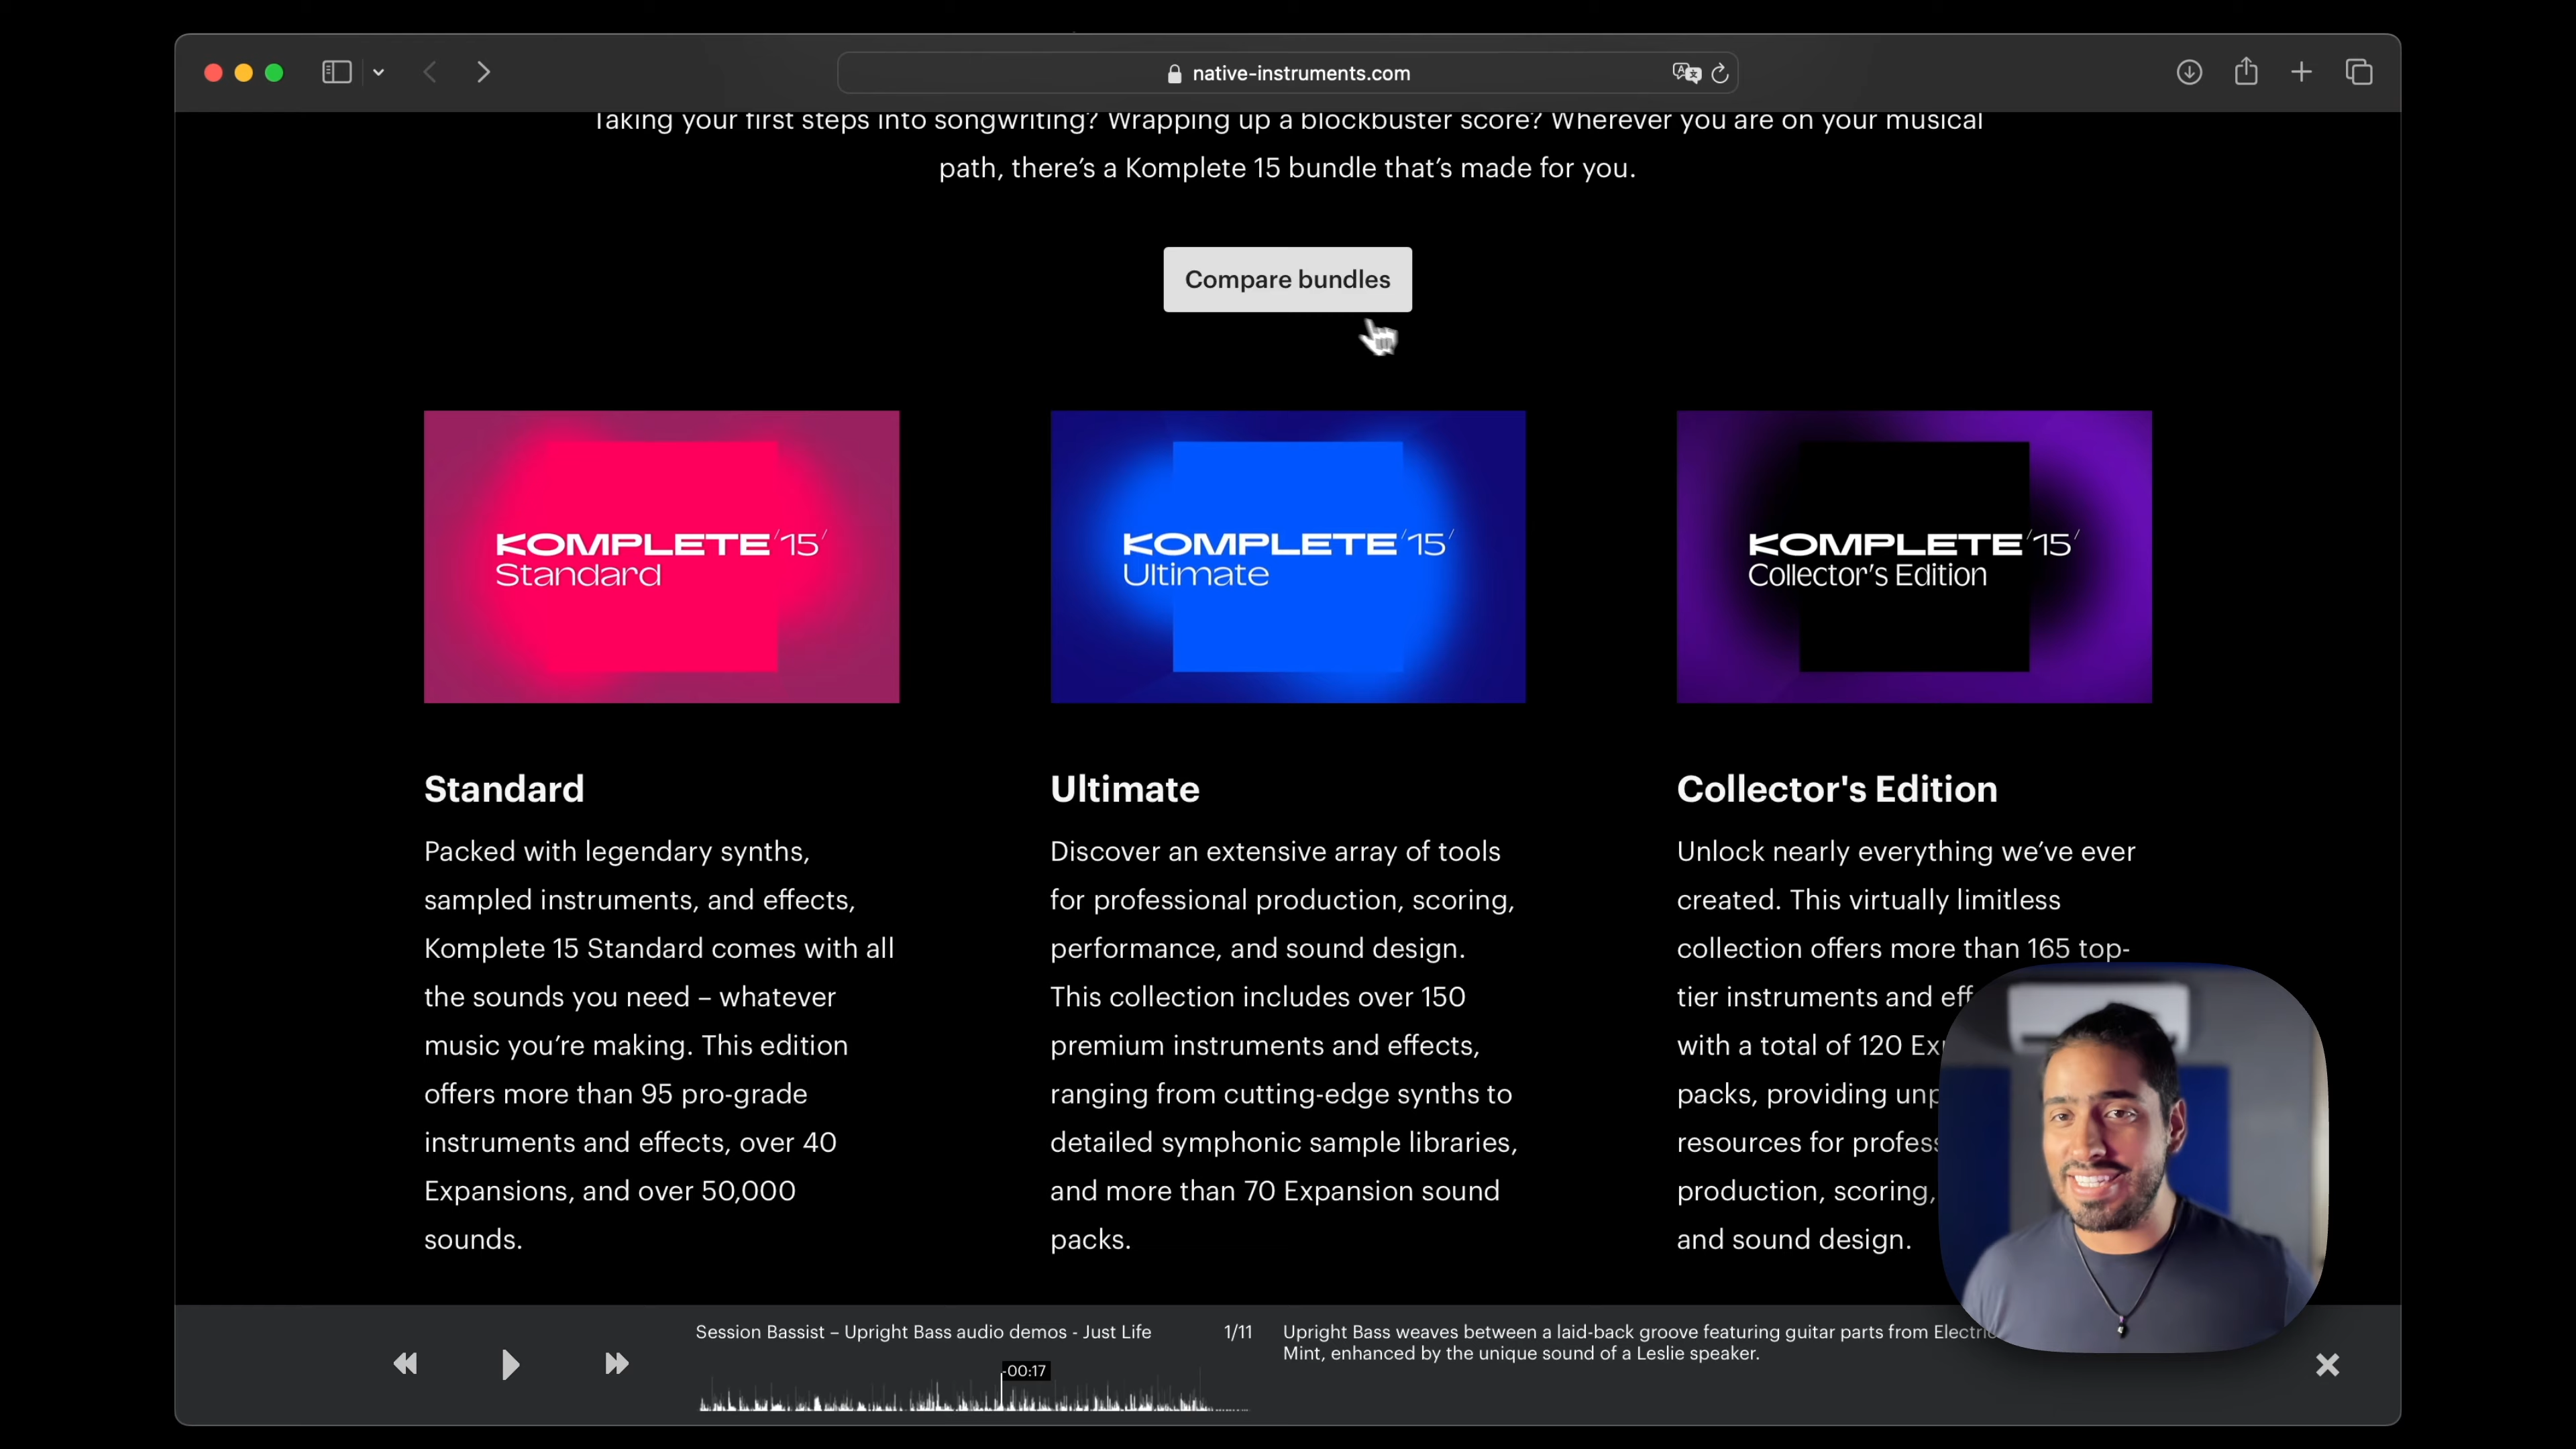 native-instruments.com
Taking your first steps into songwriting? Wrapping up a blockbuster score? Wherever you are on your musical
path, there's a Komplete 15 bundle that's made for you.
Compare bundles
KOMPLETE '15'
Standard
KOMPLETE '15'
Ultimate
KOMPLETE '15'
Collector's Edition
Standard
Packed with legendary synths,
sampled instruments, and effects,
Komplete 15 Standard comes with all
the sounds you need – whatever
music you're making. This edition
offers more than 95 pro-grade
instruments and effects, over 40
Expansions, and over 50,000
sounds.
Ultimate
Discover an extensive array of tools
for professional production, scoring,
performance, and sound design.
This collection includes over 150
premium instruments and effects,
ranging from cutting-edge synths to
detailed symphonic sample libraries,
and more than 70 Expansion sound
packs.
Collector's Edition
Unlock nearly everything we've ever
created. This virtually limitless
collection offers more than 165 top-
tier instruments and
with a total of 120
packs, providing
resources for
production, scoring,
and sound design.
Session Bassist – Upright Bass audio demos - Just Life
1/11
-00:17
Upright Bass weaves between a laid-back groove featuring guitar parts from
Mint, enhanced by the unique sound of a Leslie speaker.